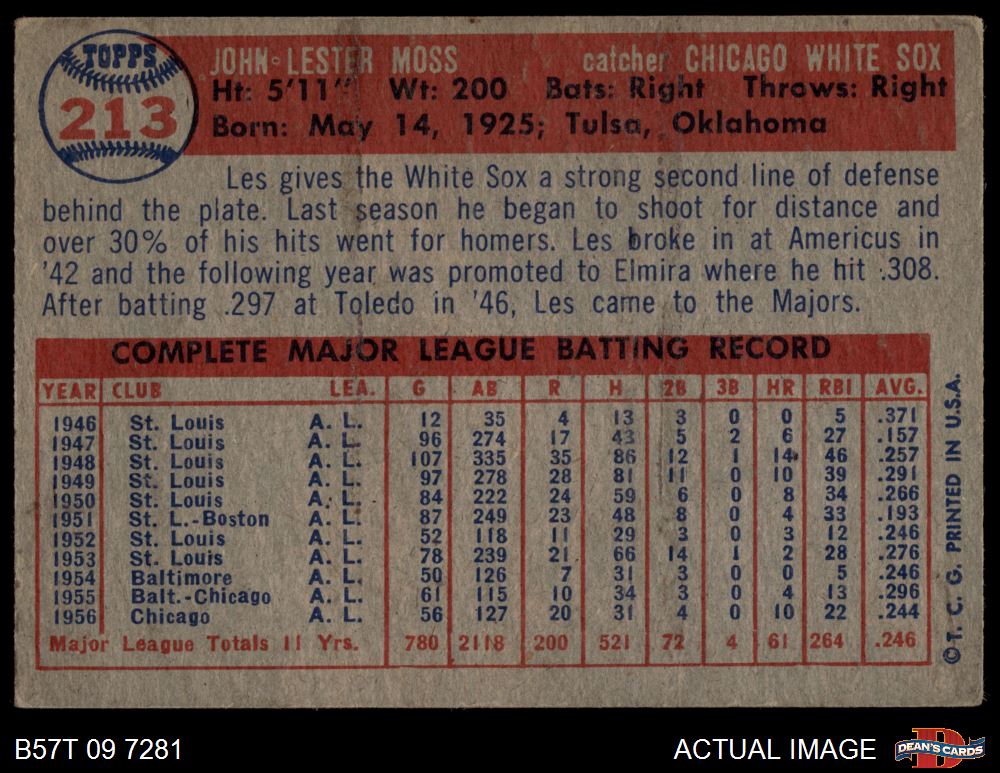 TOPPS
213
JOHN LESTER MOSS catcher CHICAGO WHITE SOX
Ht: 5'11" Wt: 200 Bats: Right Throws: Right
Born: May 14, 1925; Tulsa, Oklahoma
Les gives the White Sox a strong second line of defense
behind the plate. Last season he began to shoot for distance and
over 30% of his hits went for homers. Les broke in at Americus in
'42 and the following year was promoted to Elmira where he hit .308.
After batting .297 at Toledo in '46, Les came to the Majors.
COMPLETE MAJOR LEAGUE BATTING RECORD
YEAR CLUB LEA. G AB R H 2B 3B HR RBI AVG.
1946 St. Louis A. L. 12 35 4 13 3 0 0 5 .371
1947 St. Louis A. L. 96 274 17 43 5 2 6 27 .157
1948 St. Louis A. L. 107 335 35 86 12 1 14 46 .257
1949 St. Louis A. L. 97 278 28 81 11 0 10 39 .291
1950 St. Louis A. L. 84 222 24 59 6 0 8 34 .266
1951 St. L.-Boston A. L. 87 249 23 48 8 0 4 33 .193
1952 St. Louis A. L. 52 118 11 29 3 0 3 12 .246
1953 St. Louis A. L. 78 239 21 66 14 1 2 28 .276
1954 Baltimore A. L. 50 126 7 31 3 0 0 5 .246
1955 Balt.-Chicago A. L. 61 115 10 34 3 0 4 13 .296
1956 Chicago A. L. 56 127 20 31 4 0 10 22 .244
Major League Totals 11 Yrs. 780 2118 200 521 72 4 61 264 .246
©T. C. G. PRINTED IN U.S.A.
B57T 09 7281
ACTUAL IMAGE
DEAN'S CARDS